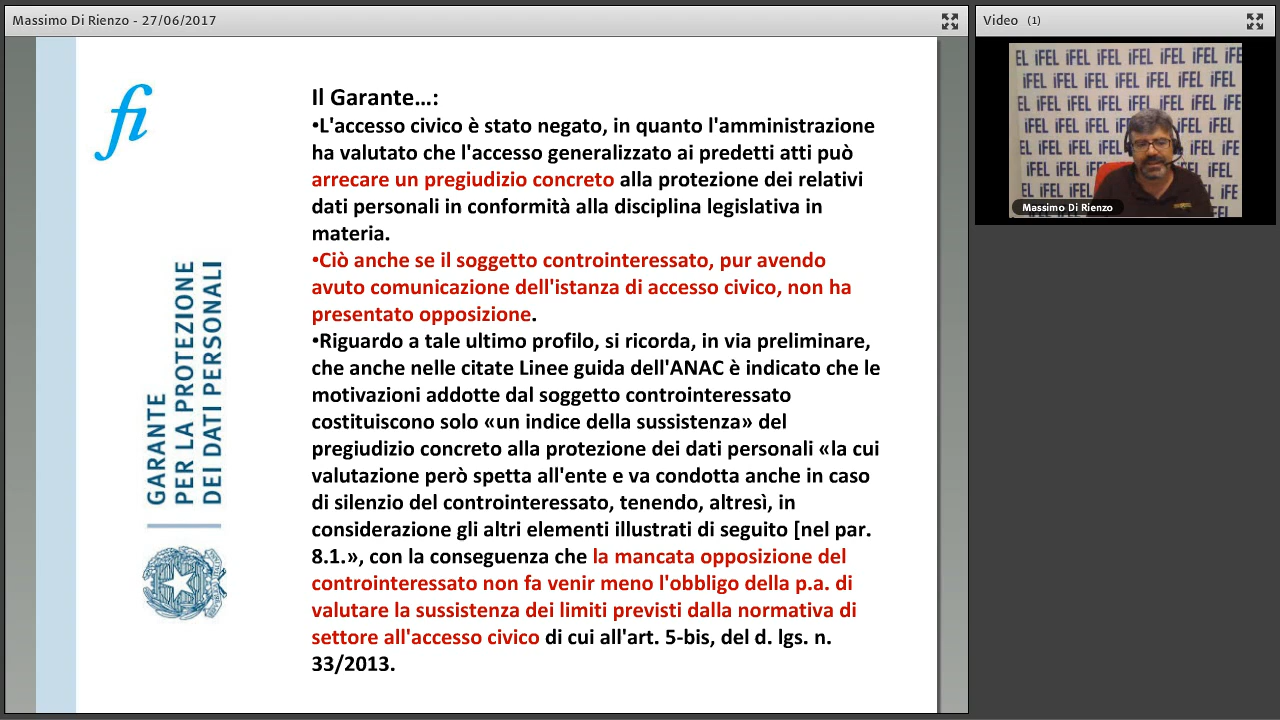 Massimo Di Rienzo - 27/06/2017
Video (1)
fi
Il Garante...:
•L'accesso civico è stato negato, in quanto l'amministrazione
ha valutato che l'accesso generalizzato ai predetti atti può
arrecare un pregiudizio concreto alla protezione dei relativi
dati personali in conformità alla disciplina legislativa in
materia.
•Ciò anche se il soggetto controinteressato, pur avendo
avuto comunicazione dell'istanza di accesso civico, non ha
presentato opposizione.
•Riguardo a tale ultimo profilo, si ricorda, in via preliminare,
che anche nelle citate Linee guida dell'ANAC è indicato che le
motivazioni addotte dal soggetto controinteressato
costituiscono solo «un indice della sussistenza» del
pregiudizio concreto alla protezione dei dati personali «la cui
valutazione però spetta all'ente e va condotta anche in caso
di silenzio del controinteressato, tenendo, altresì, in
considerazione gli altri elementi illustrati di seguito [nel par.
8.1.», con la conseguenza che la mancata opposizione del
controinteressato non fa venir meno l'obbligo della p.a. di
valutare la sussistenza dei limiti previsti dalla normativa di
settore all'accesso civico di cui all'art. 5-bis, del d. lgs. n.
33/2013.
GARANTE
PER LA PROTEZIONE
DEI DATI PERSONALI
EL iFEL iFEL iFEL iFEL
iFEL iFEL iFEL iFEL
Massimo Di Rienzo